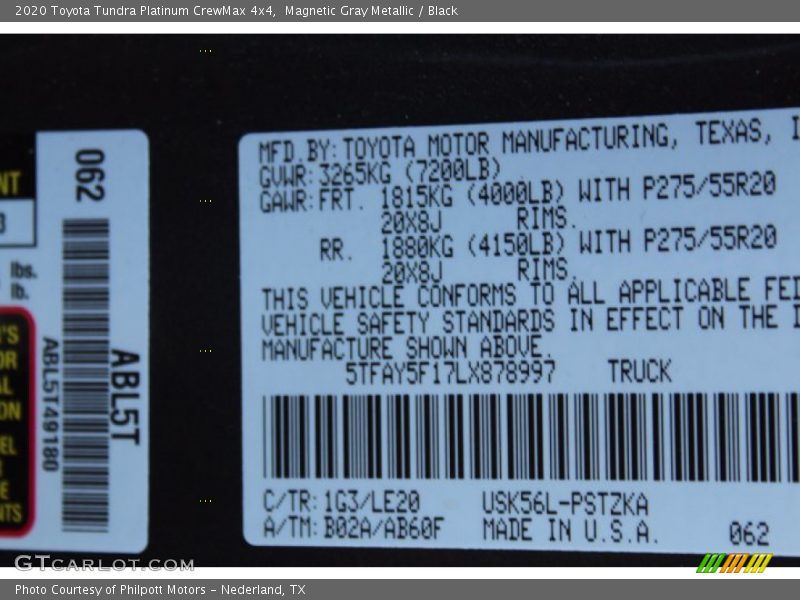 2020 Toyota Tundra Platinum CrewMax 4x4, Magnetic Gray Metallic / Black
NT
lbs.
lb.
062
ABL5T49180
ABL5T
MFD.BY:TOYOTA MOTOR MANUFACTURING, TEXAS, I
GVWR:3265KG (7200LB)
GAWR:FRT. 1815KG (4000LB) WITH P275/55R20
20X8J RIMS.
RR. 1880KG (4150LB) WITH P275/55R20
20X8J RIMS.
THIS VEHICLE CONFORMS TO ALL APPLICABLE FED
VEHICLE SAFETY STANDARDS IN EFFECT ON THE D
MANUFACTURE SHOWN ABOVE.
5TFAY5F17LX878997 TRUCK
C/TR:1G3/LE20 USK56L-PSTZKA
A/TM:B02A/AB60F MADE IN U.S.A. 062
GTCARLOT.COM
Photo Courtesy of Philpott Motors - Nederland, TX